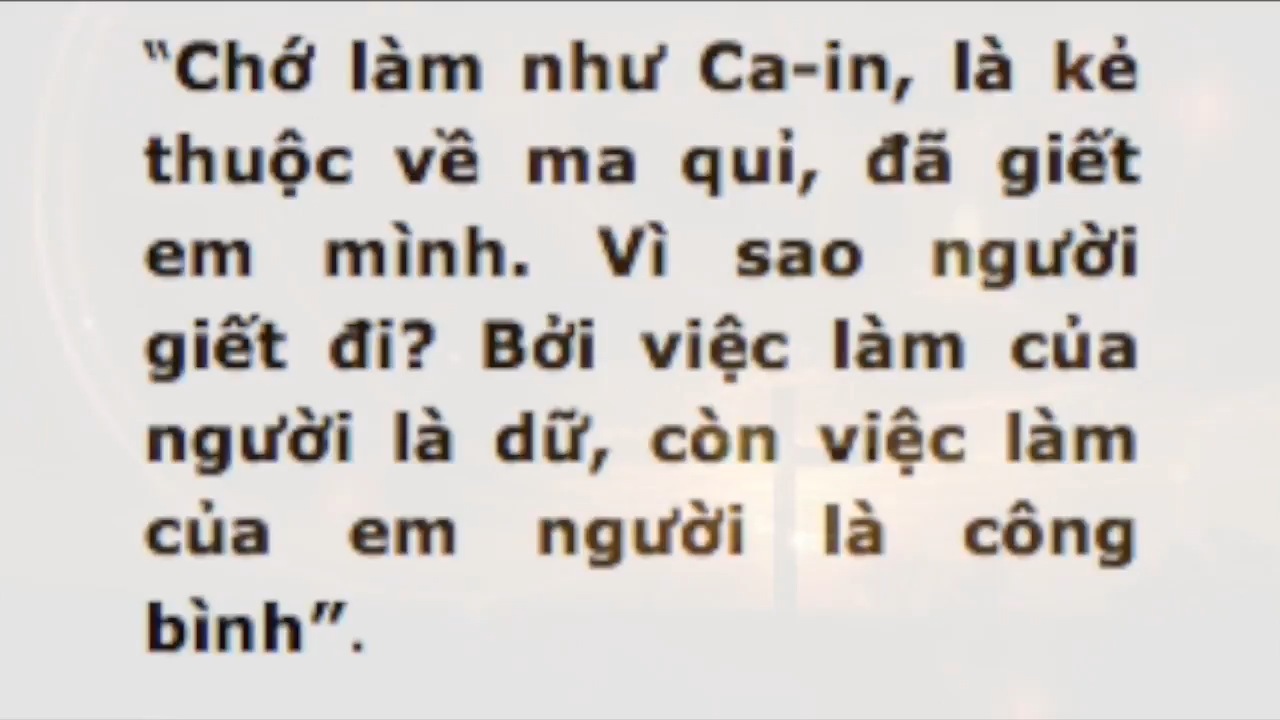 “Chớ làm như Ca-in, là kẻ
thuộc về ma quỉ, đã giết
em mình. Vì sao người
giết đi? Bởi việc làm của
người là dữ, còn việc làm
của em người là công
bình”.